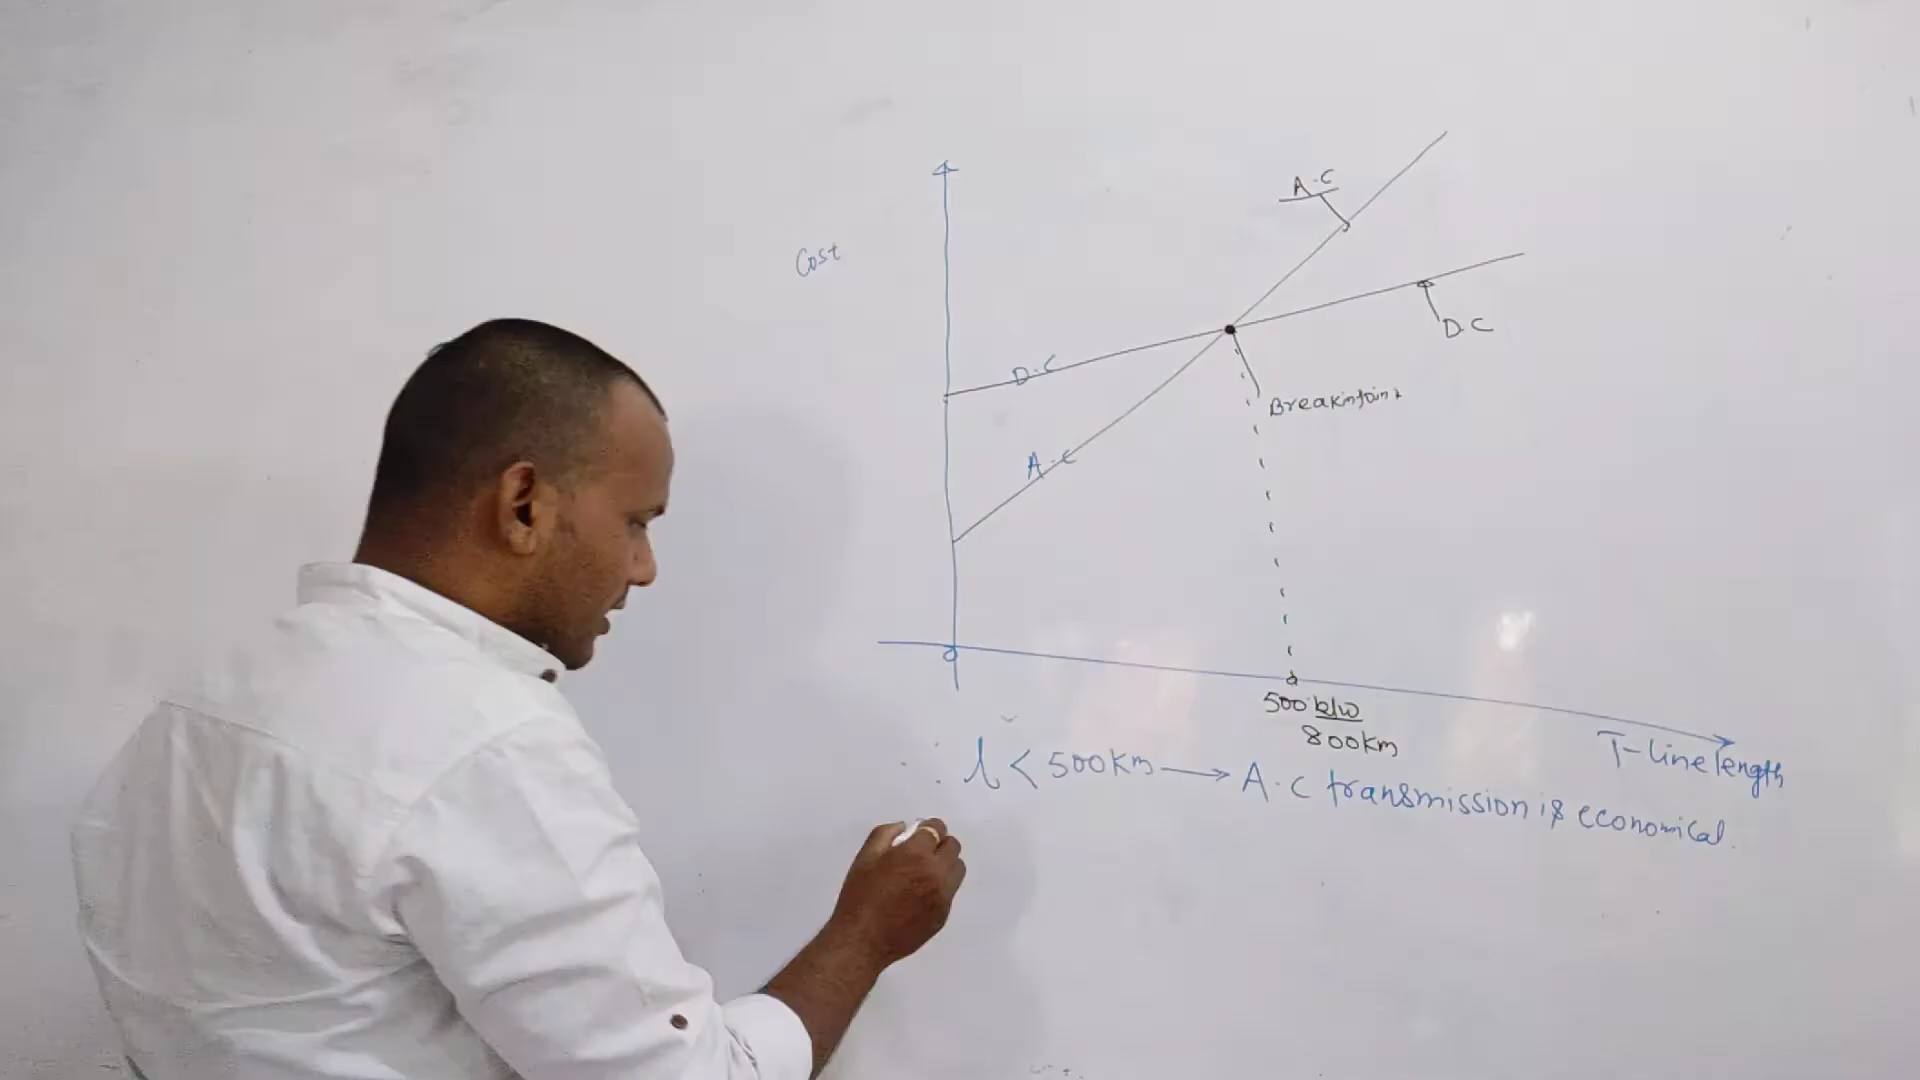 A.C
Cost
D.C
D.C
Breakinpoint
A.C
0
500
800km
T-line length
∴ l < 500km → A.C transmission is economical.